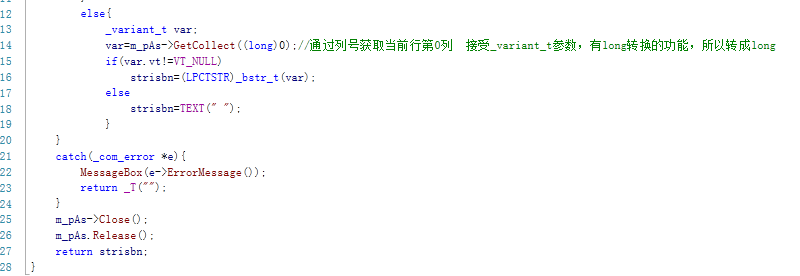 12 else{
13 _variant_t var;
14 var=m_pAs->GetCollect((long)0);//通过列号获取当前行第0列 接受_variant_t参数，有long转换的功能，所以转成long
15 if(var.vt!=VT_NULL)
16 strisbn=(LPCTSTR)_bstr_t(var);
17 else
18 strisbn=TEXT(" ");
19 }
20 }
21 catch(_com_error *e){
22 MessageBox(e->ErrorMessage());
23 return _T("");
24 }
25 m_pAs->Close();
26 m_pAs.Release();
27 return strisbn;
28 }